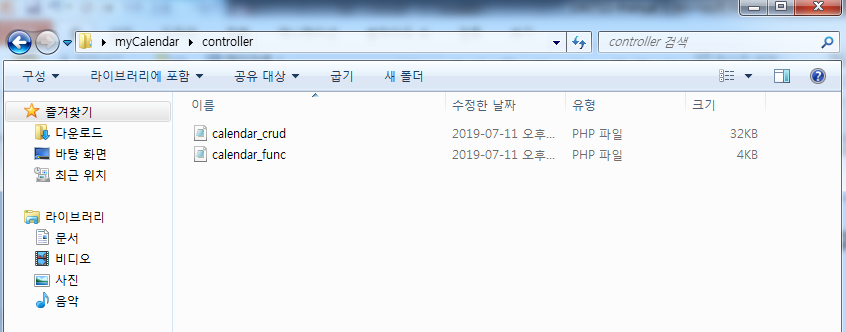 myCalendar controller controller 검색
구성 라이브러리에 포함 공유 대상 굽기 새 폴더
즐겨찾기
다운로드
바탕 화면
최근 위치
라이브러리
문서
비디오
사진
음악
이름 수정한 날짜 유형 크기
calendar_crud 2019-07-11 오후... PHP 파일 32KB
calendar_func 2019-07-11 오후... PHP 파일 4KB